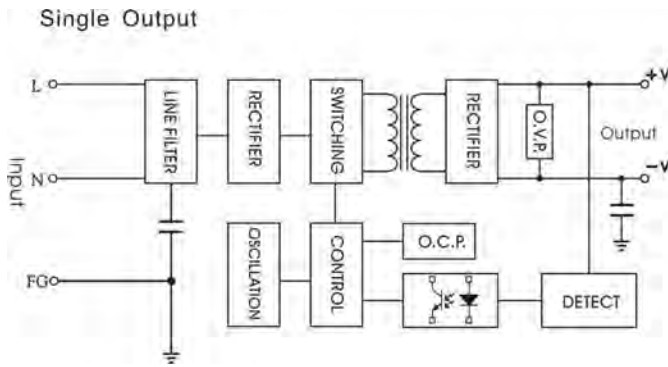 Single Output
L
LINE FILTER
RECTIFIER
SWITCHING
RECTIFIER
O.V.P.
+V
Output
Input
N
-V
FG
OSCILLATION
CONTROL
O.C.P.
DETECT